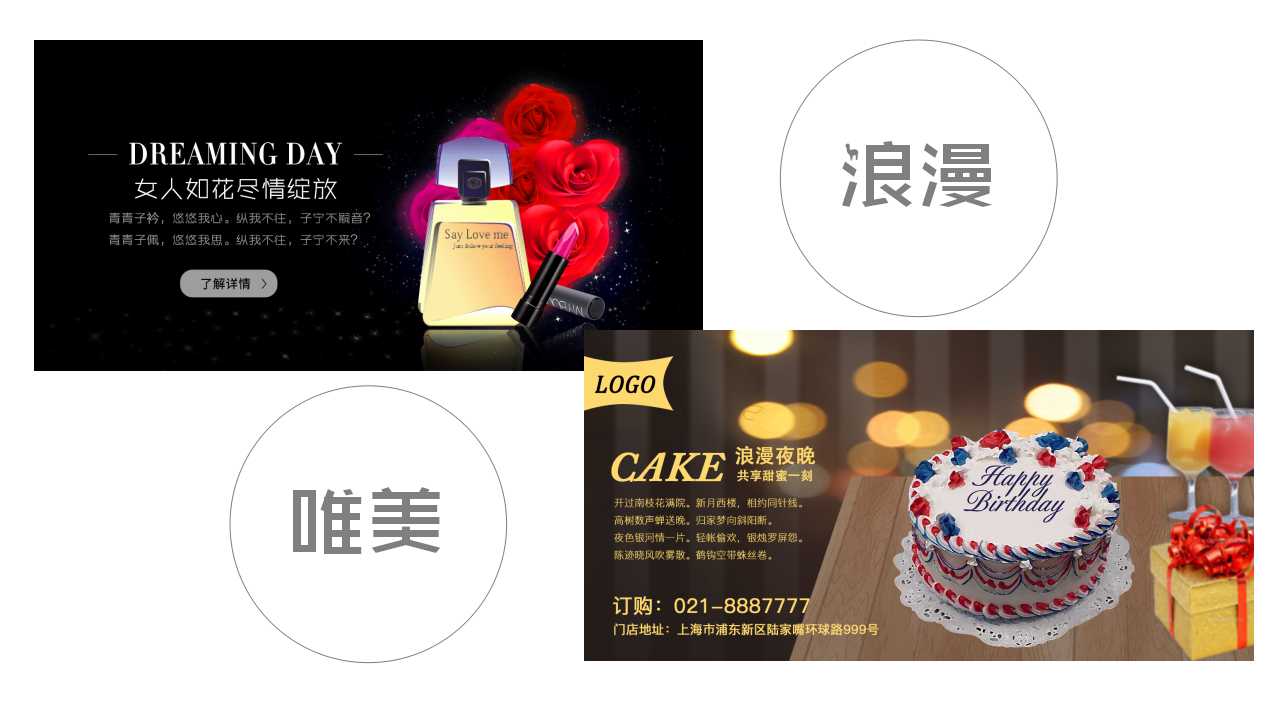 DREAMING DAY
女人如花尽情绽放
青青子衿，悠悠我心。纵我不往，子宁不嗣音？
青青子佩，悠悠我思。纵我不往，子宁不来？
了解详情 >
Say Love me
just follow your feeling
浪漫
唯美
LOGO
CAKE
浪漫夜晚
共享甜蜜一刻
开过南枝花满院。新月西楼，相约同针线。
高树数声蝉送晚。归家梦向斜阳断。
夜色银河情一片。轻帐偷欢，银烛罗屏怨。
陈迹晓风吹雾散。鹤钩空带蛛丝卷。
订购：021-8887777
门店地址：上海市浦东新区陆家嘴环球路999号
Happy
Birthday